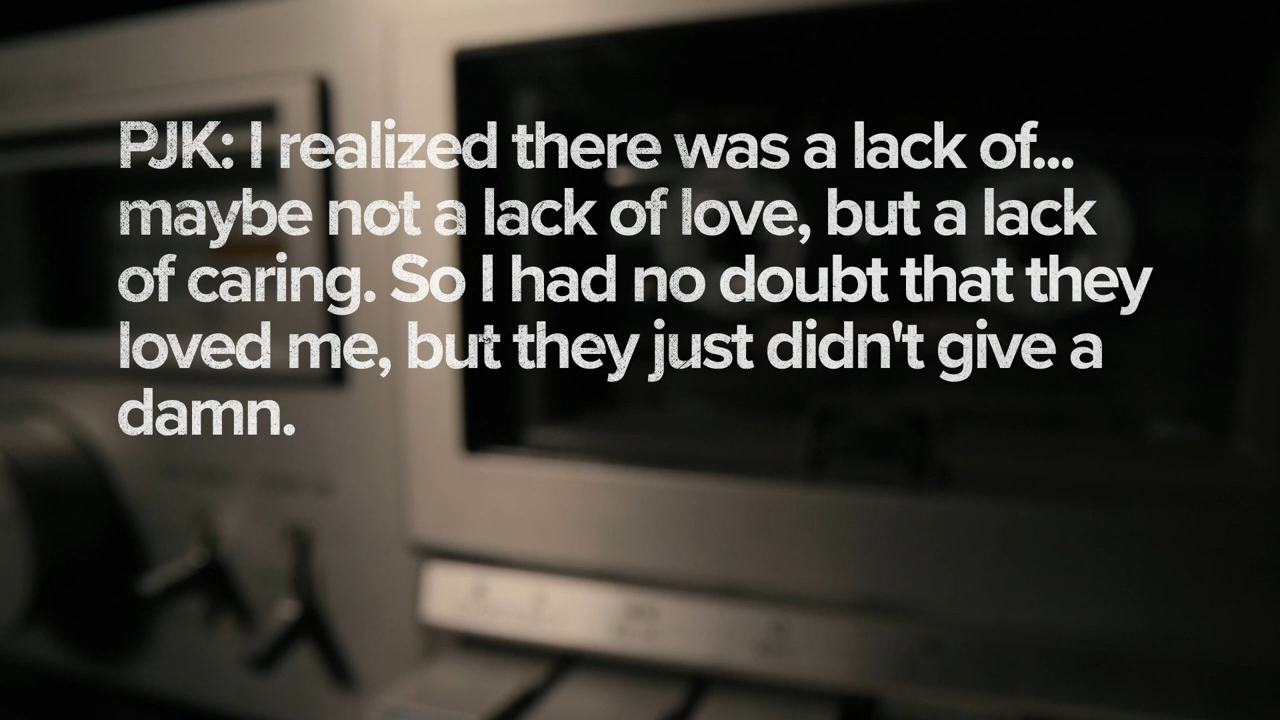 PJK: I realized there was a lack of...
maybe not a lack of love, but a lack
of caring. So I had no doubt that they
loved me, but they just didn't give a
damn.